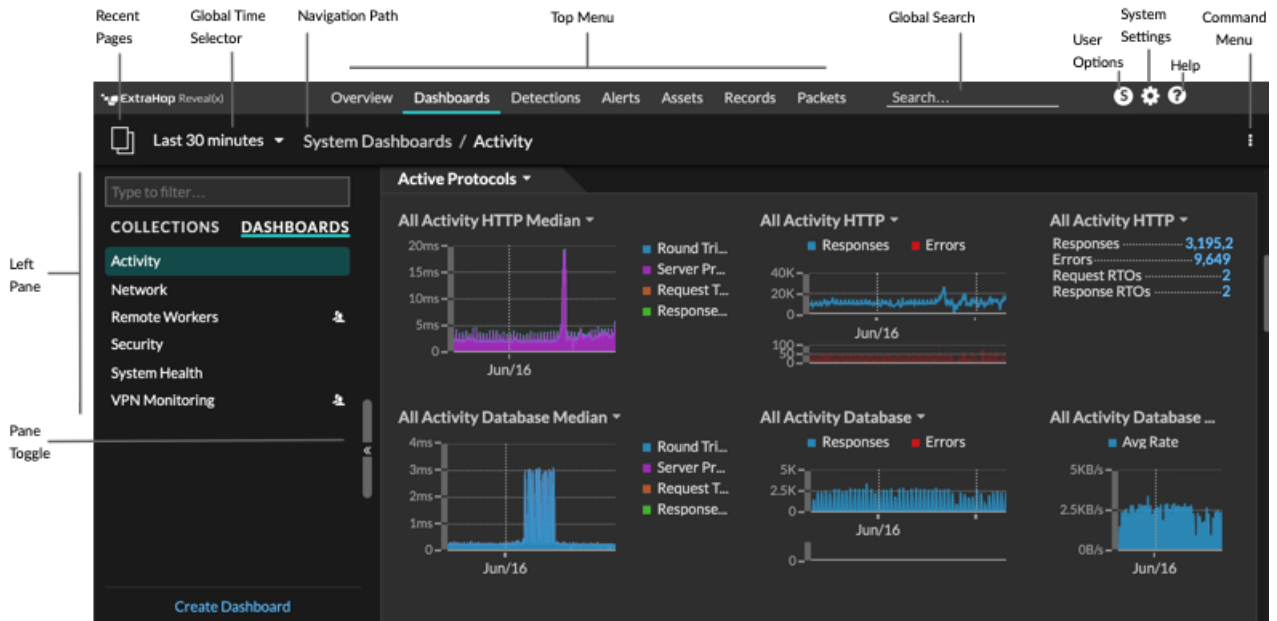 Recent Pages
Global Time Selector
Navigation Path
Top Menu
Global Search
User Options
System Settings
Help
Command Menu
ExtraHop Reveal(x)
Overview Dashboards Detections Alerts Assets Records Packets
Search...
S
?
Last 30 minutes
System Dashboards / Activity
Left Pane
Pane Toggle
Type to filter...
COLLECTIONS DASHBOARDS
Activity
Network
Remote Workers
Security
System Health
VPN Monitoring
«
Create Dashboard
Active Protocols
All Activity HTTP Median
20ms
15ms
10ms
5ms
0
Jun/16
Round Tri...
Server Pr...
Request T...
Response...
All Activity HTTP
Responses Errors
40K
20K
0
Jun/16
100
50
0
All Activity HTTP
Responses 3,195,2
Errors 9,649
Request RTOs 2
Response RTOs 2
All Activity Database Median
4ms
3ms
2ms
1ms
0
Jun/16
Round Tri...
Server Pr...
Request T...
Response...
All Activity Database
Responses Errors
5K
2.5K
0
Jun/16
0
All Activity Database ...
Avg Rate
5KB/s
2.5KB/s
0B/s
Jun/16